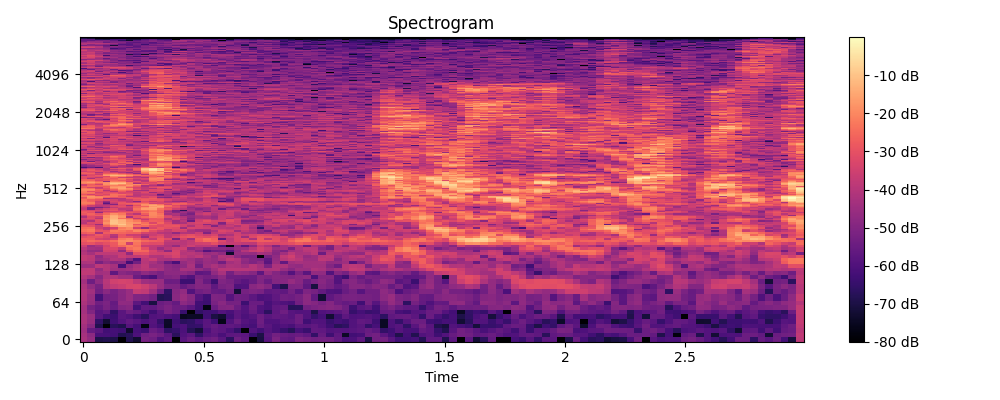 Spectrogram
Hz
4096
2048
1024
512
256
128
64
0
0
0.5
1
1.5
2
2.5
Time
-10 dB
-20 dB
-30 dB
-40 dB
-50 dB
-60 dB
-70 dB
-80 dB